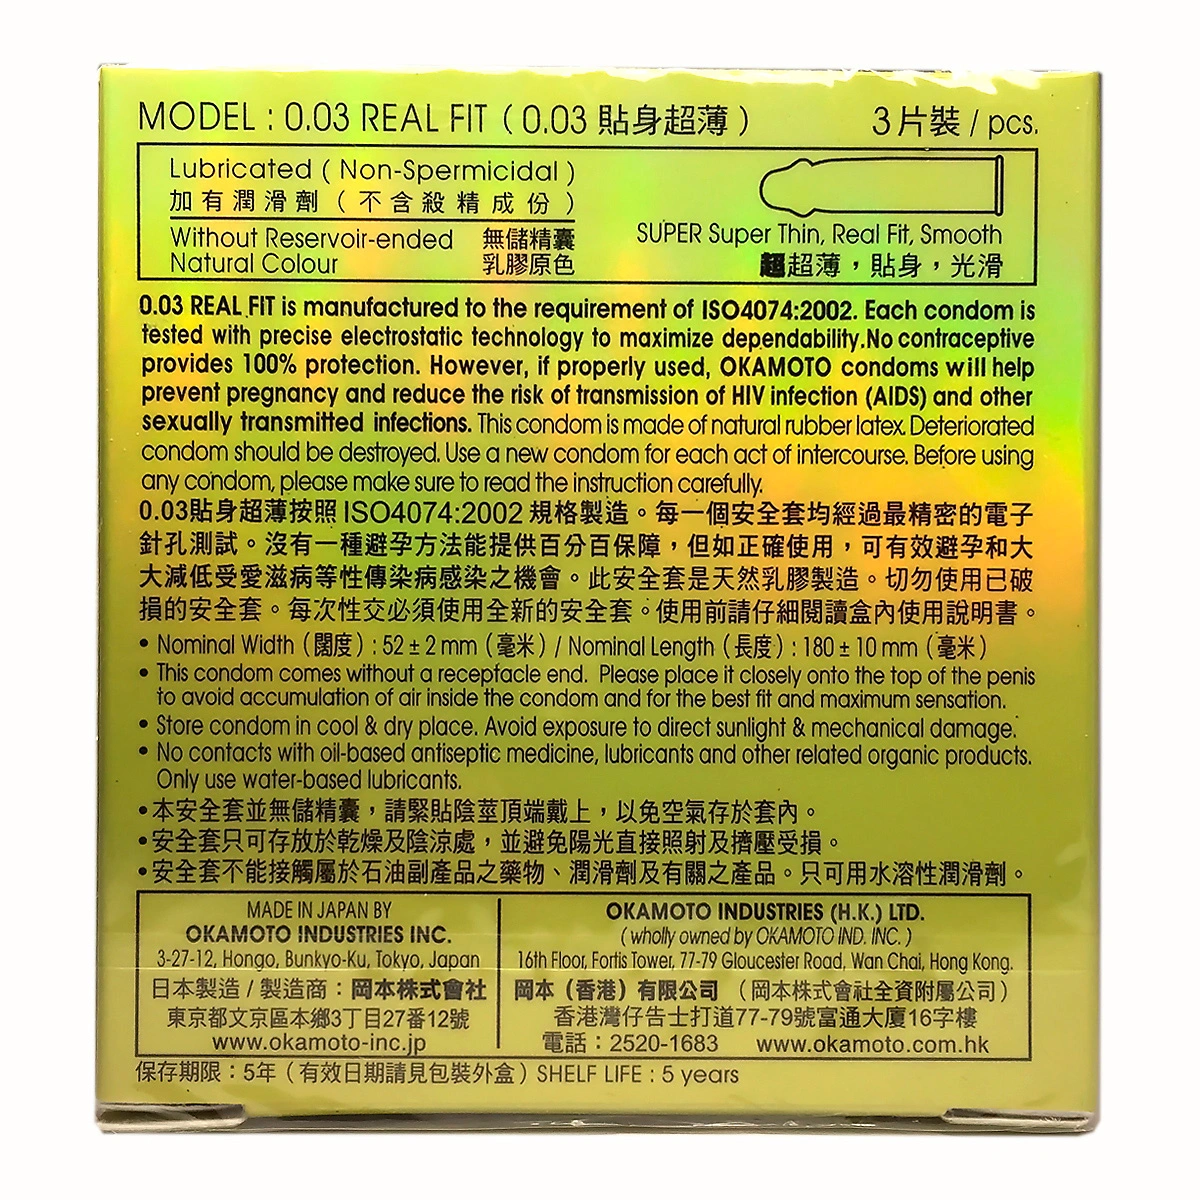 MODEL : 0.03 REAL FIT ( 0.03 貼身超薄 ) 3片裝 / pcs.
Lubricated ( Non-Spermicidal )
加有潤滑劑 ( 不含殺精成份 )
Without Reservoir-ended 無儲精囊
Natural Colour 乳膠原色
SUPER Super Thin, Real Fit, Smooth
超超薄，貼身，光滑
0.03 REAL FIT is manufactured to the requirement of ISO4074:2002. Each condom is
tested with precise electrostatic technology to maximize dependability.No contraceptive
provides 100% protection. However, if properly used, OKAMOTO condoms will help
prevent pregnancy and reduce the risk of transmission of HIV infection (AIDS) and other
sexually transmitted infections. This condom is made of natural rubber latex. Deteriorated
condom should be destroyed. Use a new condom for each act of intercourse. Before using
any condom, please make sure to read the instruction carefully.
0.03貼身超薄按照 ISO4074:2002 規格製造。每一個安全套均經過最精密的電子
針孔測試。沒有一種避孕方法能提供百分百保障，但如正確使用，可有效避孕和大
大減低受愛滋病等性傳染病感染之機會。此安全套是天然乳膠製造。切勿使用已破
損的安全套。每次性交必須使用全新的安全套。使用前請仔細閱讀盒內使用說明書。
• Nominal Width (闊度) : 52 ± 2 mm (毫米) / Nominal Length (長度) : 180 ± 10 mm (毫米)
• This condom comes without a receptacle end. Please place it closely onto the top of the penis
to avoid accumulation of air inside the condom and for the best fit and maximum sensation.
• Store condom in cool & dry place. Avoid exposure to direct sunlight & mechanical damage.
• No contacts with oil-based antiseptic medicine, lubricants and other related organic products.
Only use water-based lubricants.
•本安全套並無儲精囊，請緊貼陰莖頂端戴上，以免空氣存於套內。
•安全套只可存放於乾燥及陰涼處，並避免陽光直接照射及擠壓受損。
•安全套不能接觸屬於石油副產品之藥物、潤滑劑及有關之產品。只可用水溶性潤滑劑。
MADE IN JAPAN BY
OKAMOTO INDUSTRIES INC.
3-27-12, Hongo, Bunkyo-Ku, Tokyo, Japan
日本製造 / 製造商：岡本株式會社
東京都文京區本鄉3丁目27番12號
www.okamoto-inc.jp
OKAMOTO INDUSTRIES (H.K.) LTD.
( wholly owned by OKAMOTO IND. INC. )
16th Floor, Fortis Tower, 77-79 Gloucester Road, Wan Chai, Hong Kong.
岡本（香港）有限公司 （岡本株式會社全資附屬公司）
香港灣仔告士打道77-79號富通大廈16字樓
電話：2520-1683 www.okamoto.com.hk
保存期限：5年（有效日期請見包裝外盒）SHELF LIFE : 5 years